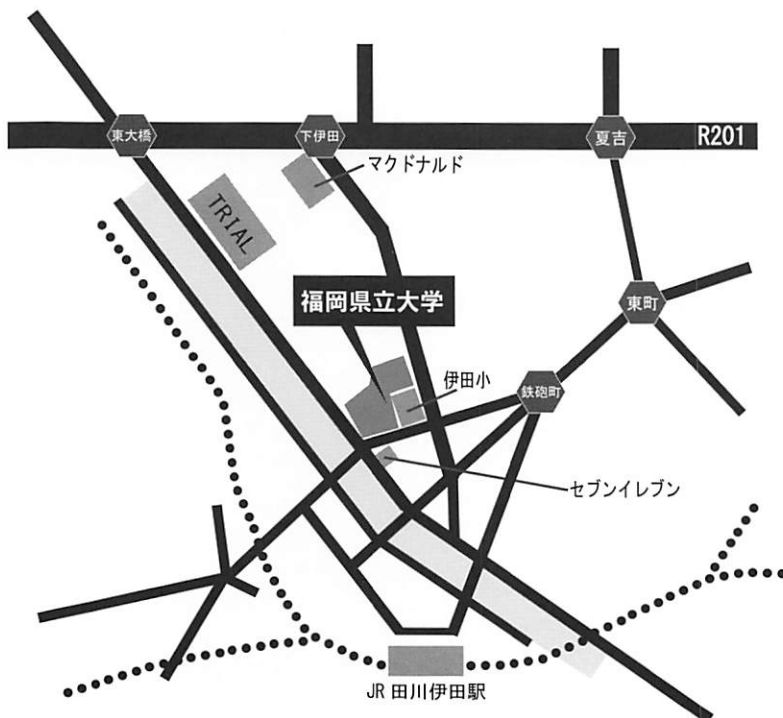 東大橋
下伊田
夏吉
R201
マクドナルド
TRIAL
福岡県立大学
東町
伊田小
鉄砲町
セブンイレブン
JR 田川伊田駅